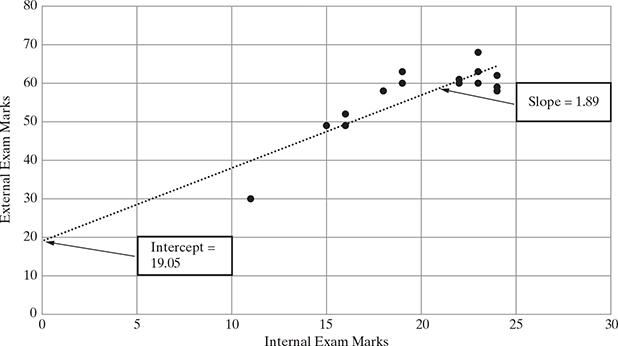 80
70
60
50
40
30
20
10
0
External Exam Marks
Slope = 1.89
Intercept =
19.05
0 5 10 15 20 25 30
Internal Exam Marks